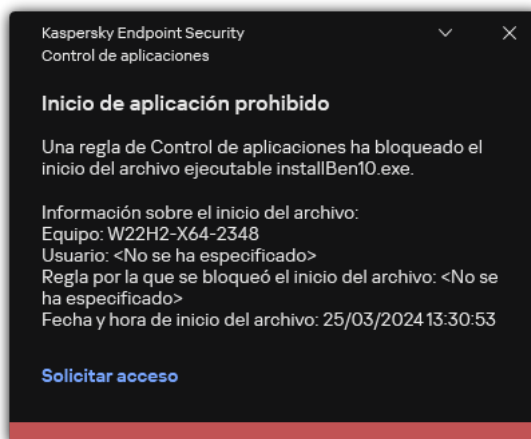 Kaspersky Endpoint Security
Control de aplicaciones
Inicio de aplicación prohibido
Una regla de Control de aplicaciones ha bloqueado el
inicio del archivo ejecutable installBen10.exe.
Información sobre el inicio del archivo:
Equipo: W22H2-X64-2348
Usuario: <No se ha especificado>
Regla por la que se bloqueó el inicio del archivo: <No se
ha especificado>
Fecha y hora de inicio del archivo: 25/03/2024 13:30:53
Solicitar acceso